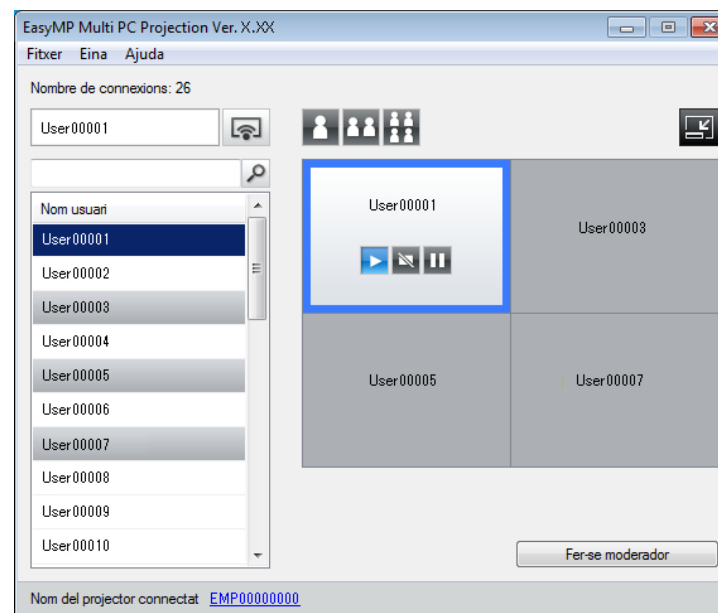 EasyMP Multi PC Projection Ver. X.XX
Fitxer Eina Ajuda
Nombre de connexions: 26
User00001
Nom usuari
User00001
User00002
User00003
User00004
User00005
User00006
User00007
User00008
User00009
User00010
User00001
User00003
User00005
User00007
Fer-se moderador
Nom del projector connectat EMP00000000